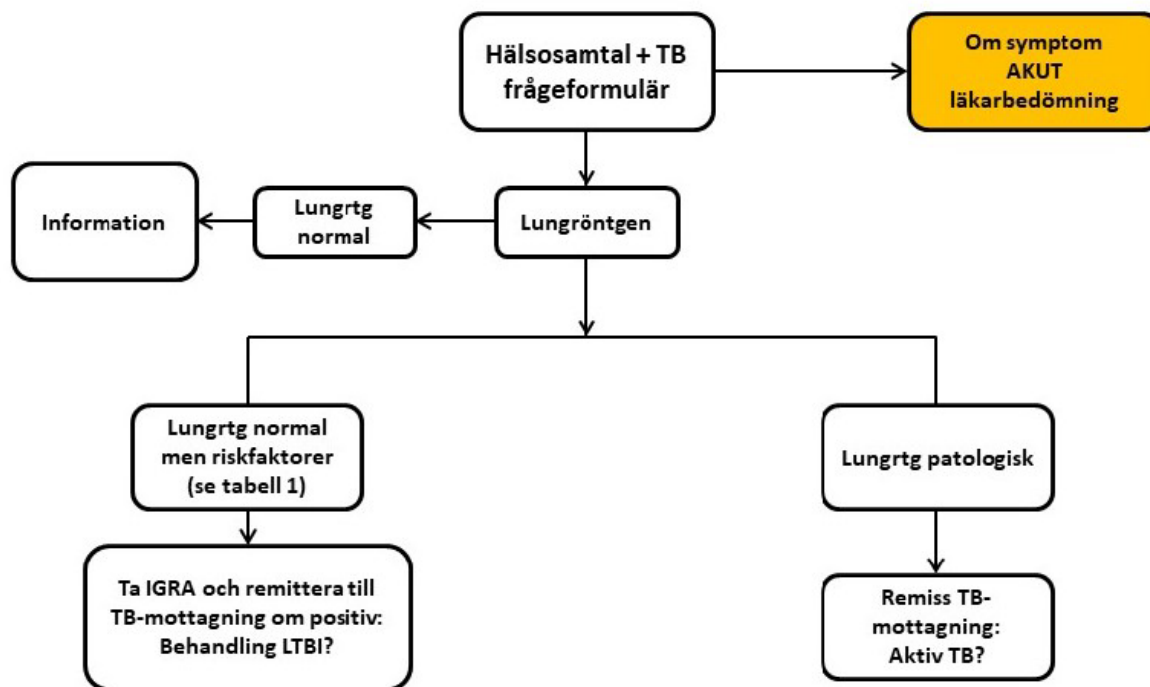 Hälsosamtal + TB
frågeformulär
Om symptom
AKUT
läkarbedömning
Information
Lungrtg
normal
Lungröntgen
Lungrtg normal
men riskfaktorer
(se tabell 1)
Lungrtg patologisk
Ta IGRA och remittera till
TB-mottagning om positiv:
Behandling LTBI?
Remiss TB-
mottagning:
Aktiv TB?